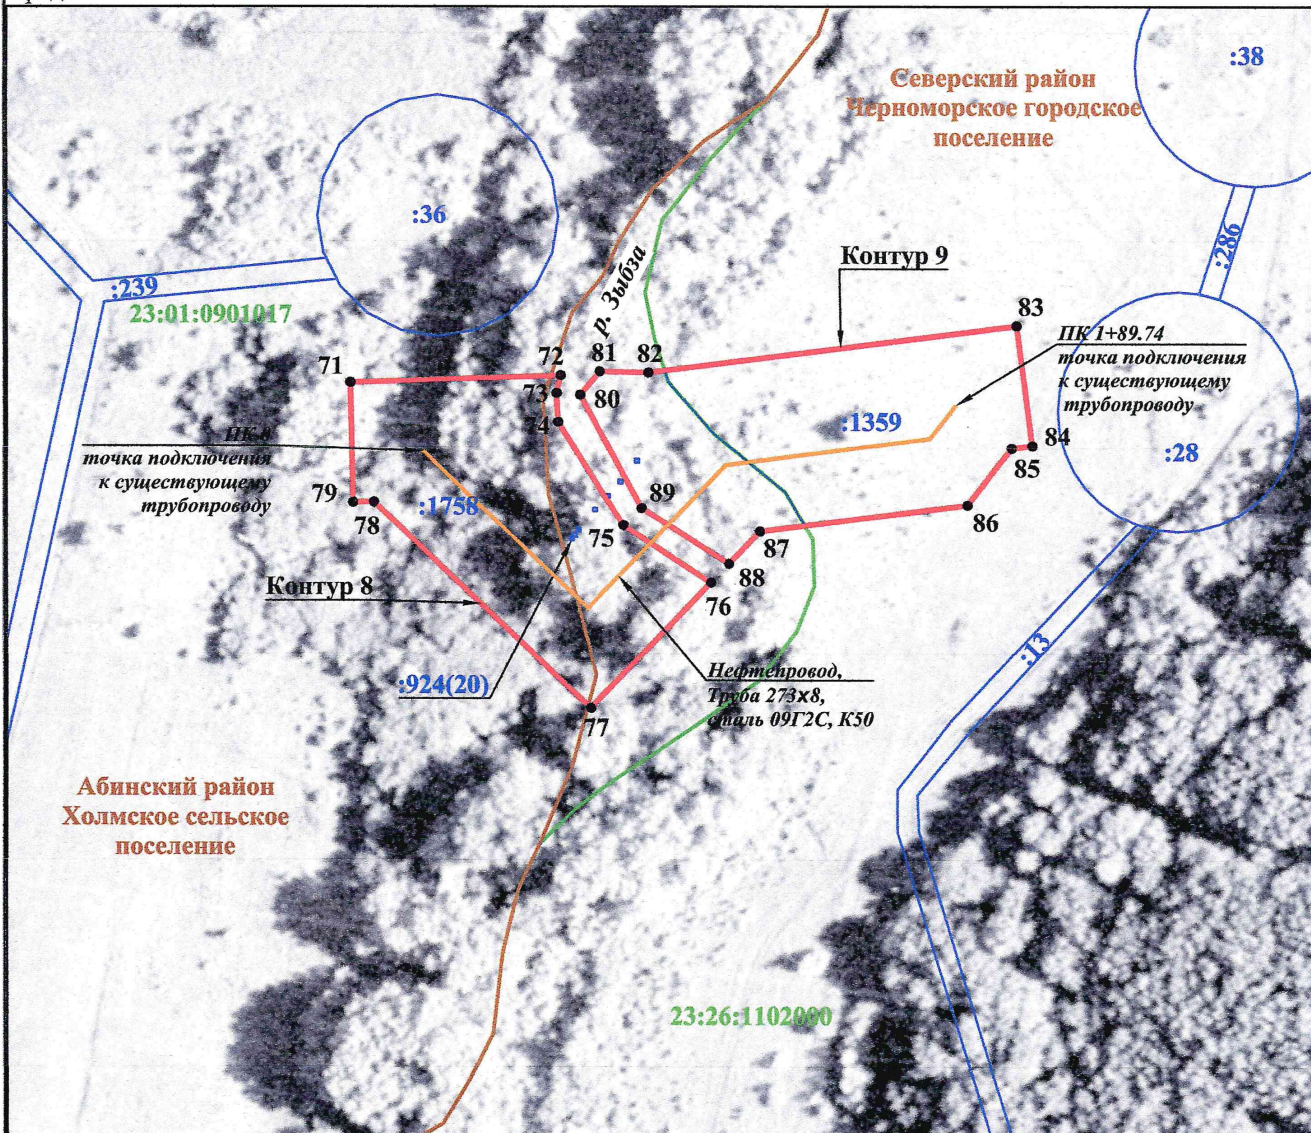 :38
Северский район
Черноморское городское
поселение
:36
:286
р. Зыбза
Контур 9
:239
23:01:0901017
83
ПК 1+89.74
точка подключения
к существующему
трубопроводу
71
72
81
82
73
80
74
:1359
84
ПК 0
точка подключения
к существующему
трубопроводу
85
:28
79
78
:1758
89
86
75
87
88
Контур 8
76
:13
:924(20)
Нефтепровод,
Труба 273х8,
сталь 09Г2С, К50
77
Абинский район
Холмское сельское
поселение
23:26:1102000